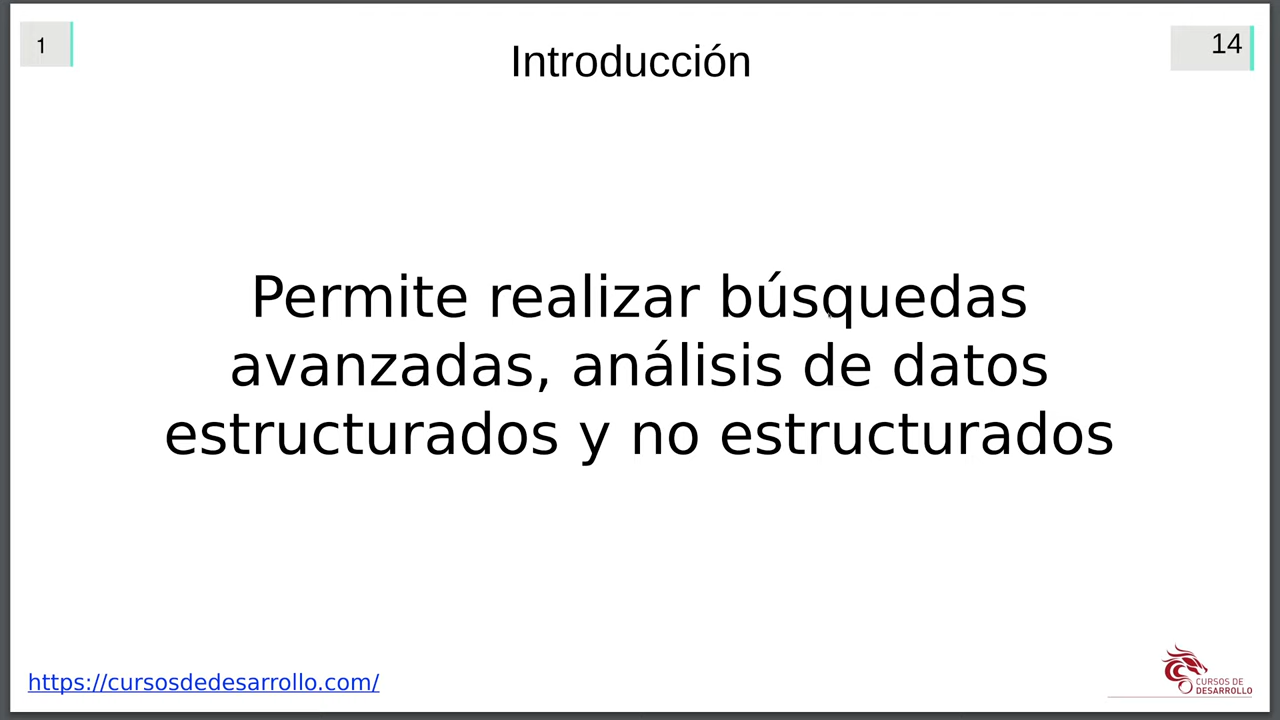 1
Introducción
14
Permite realizar búsquedas
avanzadas, análisis de datos
estructurados y no estructurados
https://cursosdedesarrollo.com/
CURSOS DE
DESARROLLO